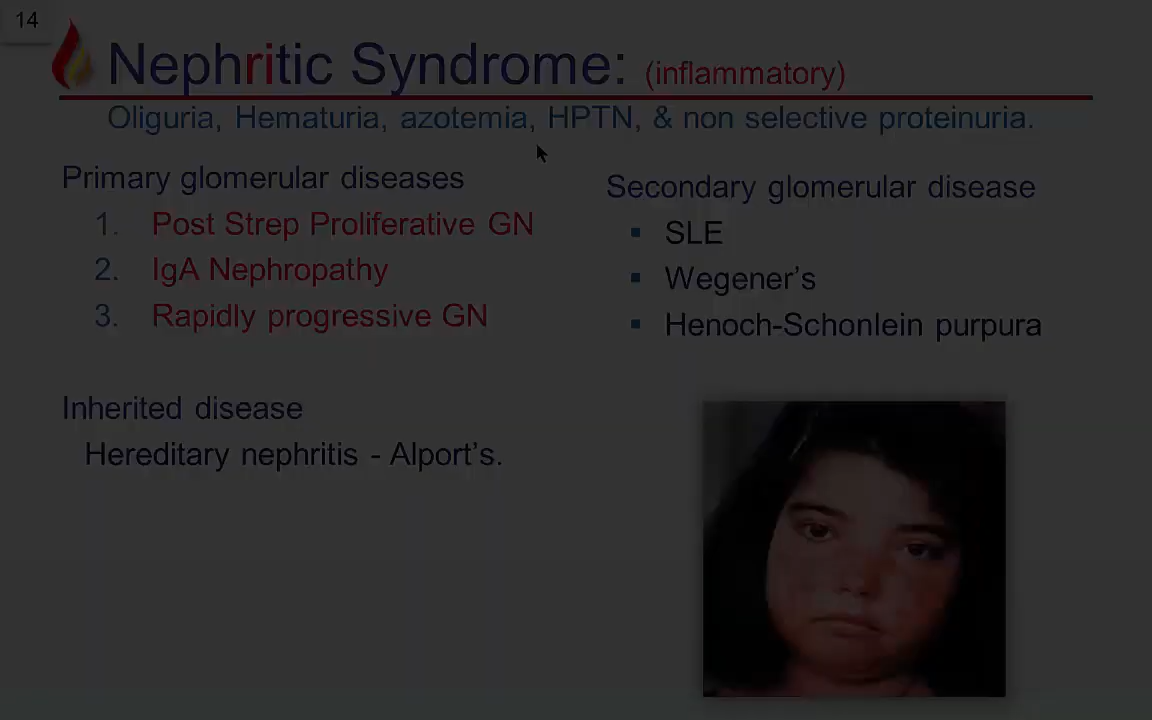 14
Nephritic Syndrome: (inflammatory)
Oliguria, Hematuria, azotemia, HPTN, & non selective proteinuria.
Primary glomerular diseases
1. Post Strep Proliferative GN
2. IgA Nephropathy
3. Rapidly progressive GN
Inherited disease
Hereditary nephritis - Alport’s.
Secondary glomerular disease
▪ SLE
▪ Wegener’s
▪ Henoch-Schonlein purpura